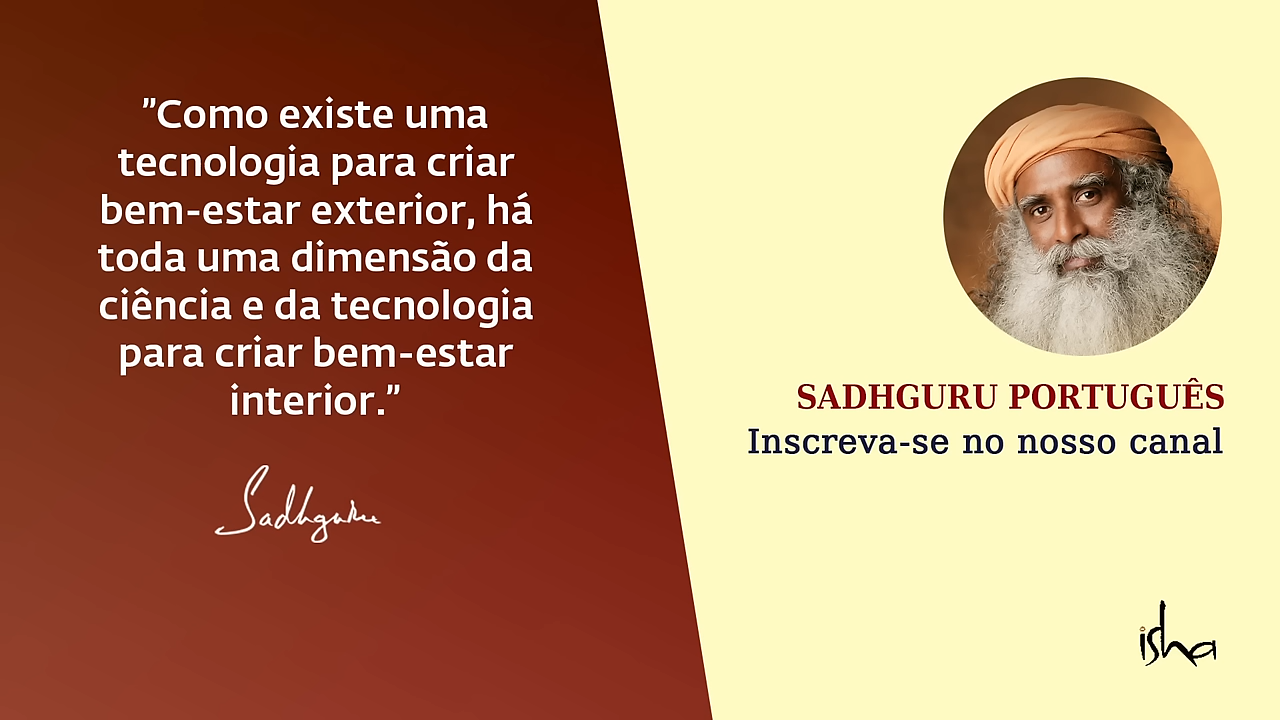 "Como existe uma
tecnologia para criar
bem-estar exterior, há
toda uma dimensão da
ciência e da tecnologia
para criar bem-estar
interior."
Sadhguru
SADHGURU PORTUGUÊS
Inscreva-se no nosso canal
isha